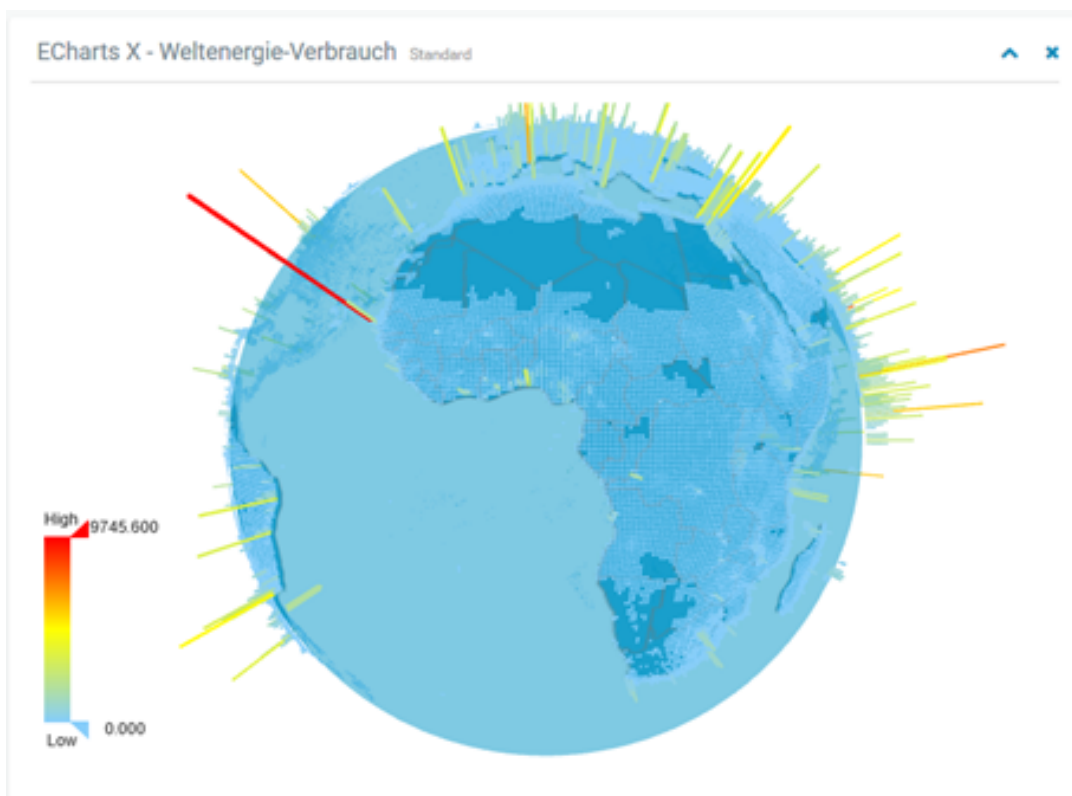 ECharts X - Weltenergie-Verbrauch Standard
High
9745.600
0.000
Low